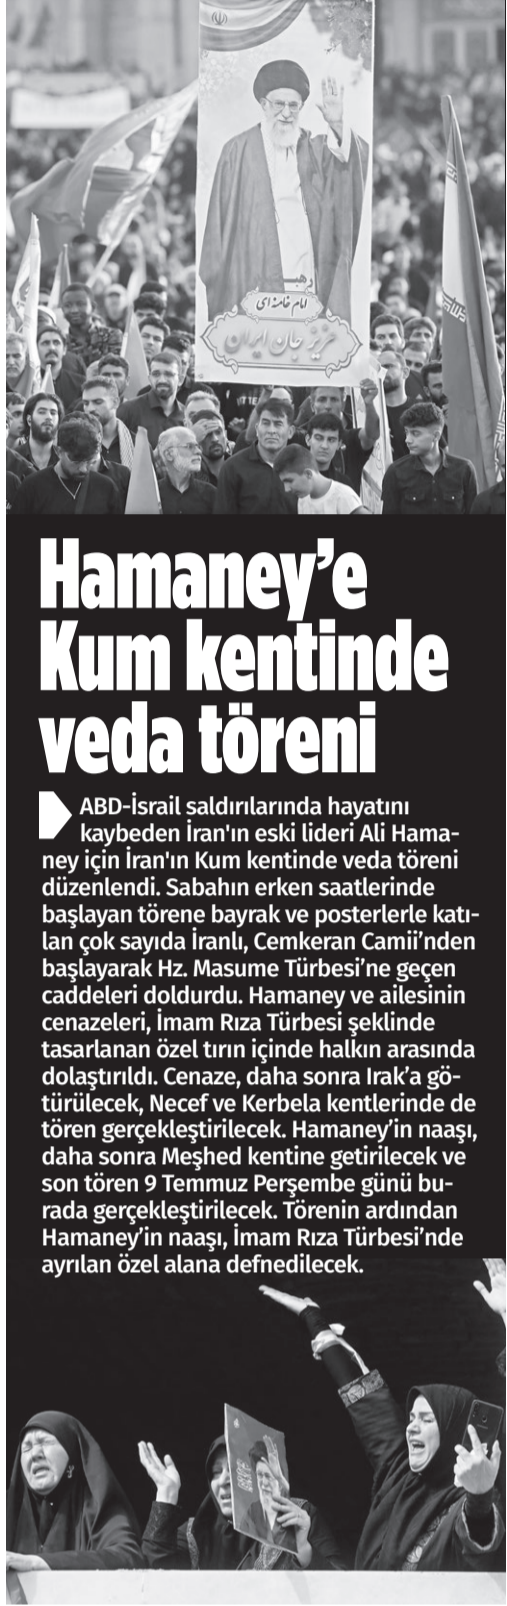 رهبر
امام خامنه‌ای
عزیز جان ایران
Hamaney’e
Kum kentinde
veda töreni
ABD-İsrail saldırılarında hayatını
kaybeden İran'ın eski lideri Ali Hama-
ney için İran'ın Kum kentinde veda töreni
düzenlendi. Sabahın erken saatlerinde
başlayan törene bayrak ve posterlerle katı-
lan çok sayıda İranlı, Cemkeran Camii’nden
başlayarak Hz. Masume Türbesi’ne geçen
caddeleri doldurdu. Hamaney ve ailesinin
cenazeleri, İmam Rıza Türbesi şeklinde
tasarlanan özel tırın içinde halkın arasında
dolaştırıldı. Cenaze, daha sonra Irak’a gö-
türülecek, Necef ve Kerbela kentlerinde de
tören gerçekleştirilecek. Hamaney’in naaşı,
daha sonra Meşhed kentine getirilecek ve
son tören 9 Temmuz Perşembe günü bu-
rada gerçekleştirilecek. Törenin ardından
Hamaney’in naaşı, İmam Rıza Türbesi’nde
ayrılan özel alana defnedilecek.